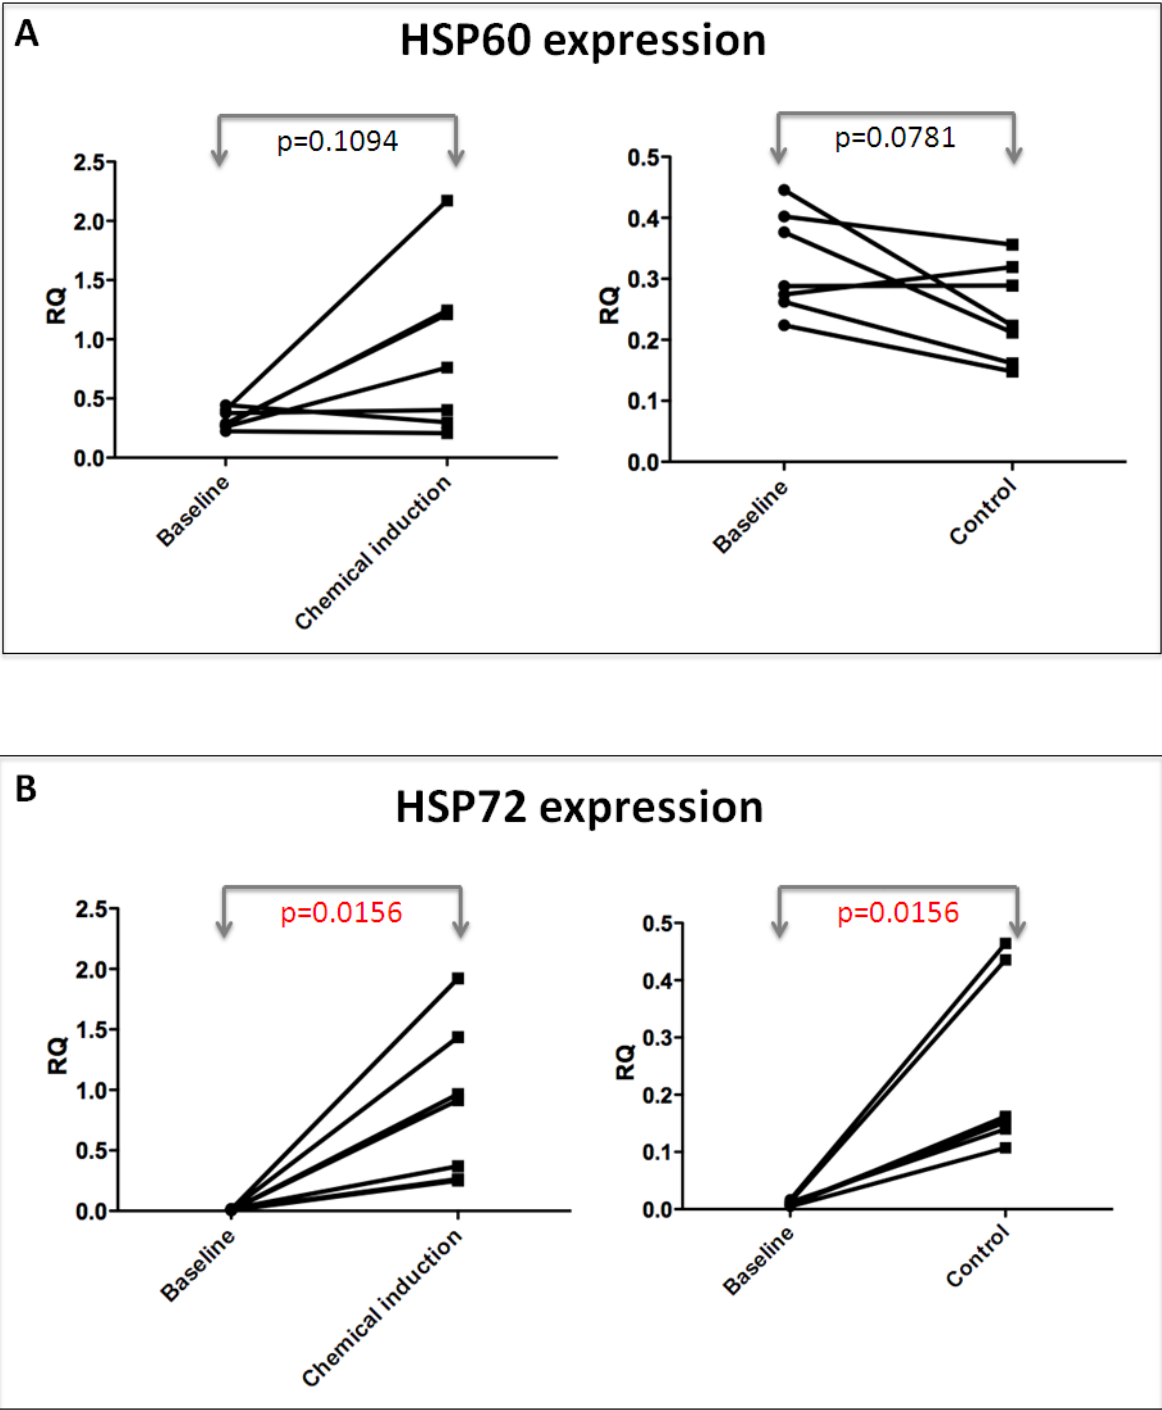 A
HSP60 expression
p=0.1094
p=0.0781
2.5
2.0
1.5
1.0
0.5
0.0
RQ
Baseline
Chemical induction
0.5
0.4
0.3
0.2
0.1
0.0
RQ
Baseline
Control
B
HSP72 expression
p=0.0156
p=0.0156
2.5
2.0
1.5
1.0
0.5
0.0
RQ
Baseline
Chemical induction
0.5
0.4
0.3
0.2
0.1
0.0
RQ
Baseline
Control